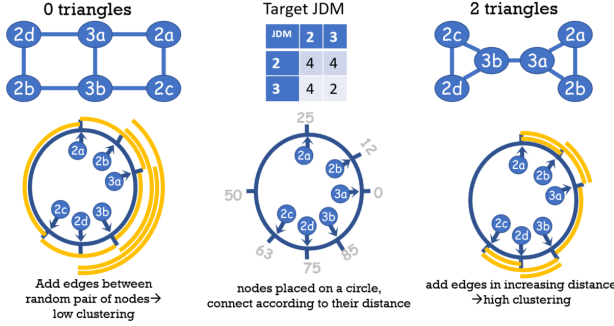 0 triangles
2d
3a
2a
2b
3b
2c
2a
2b
3a
2c
2d
3b
Add edges between
random pair of nodes→
low clustering
Target JDM
JDM 2 3
2 4 4
3 4 2
25
12
0
85
75
63
50
2a
2b
3a
2c
2d
3b
nodes placed on a circle,
connect according to their distance
2 triangles
2c
2a
3b
3a
2d
2b
2a
2b
3a
2c
2d
3b
add edges in increasing distance
→high clustering